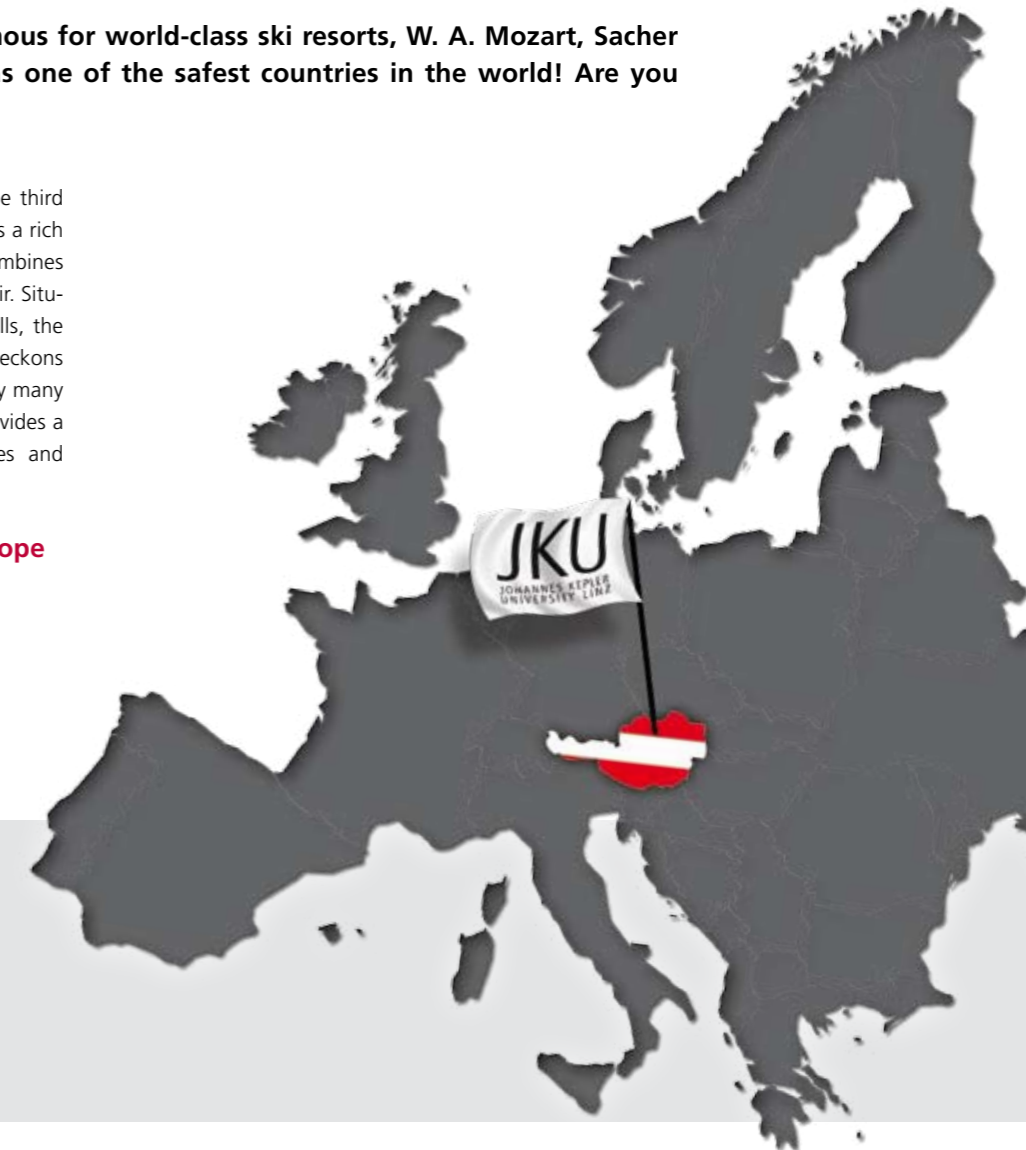 nous for world-class ski resorts, W. A. Mozart, Sacher
s one of the safest countries in the world! Are you
e third
s a rich
mbines
ir. Situ-
lls, the
eckons
y many
vides a
es and
ope
JKU
JOHANNES KEPLER
UNIVERSITY LINZ